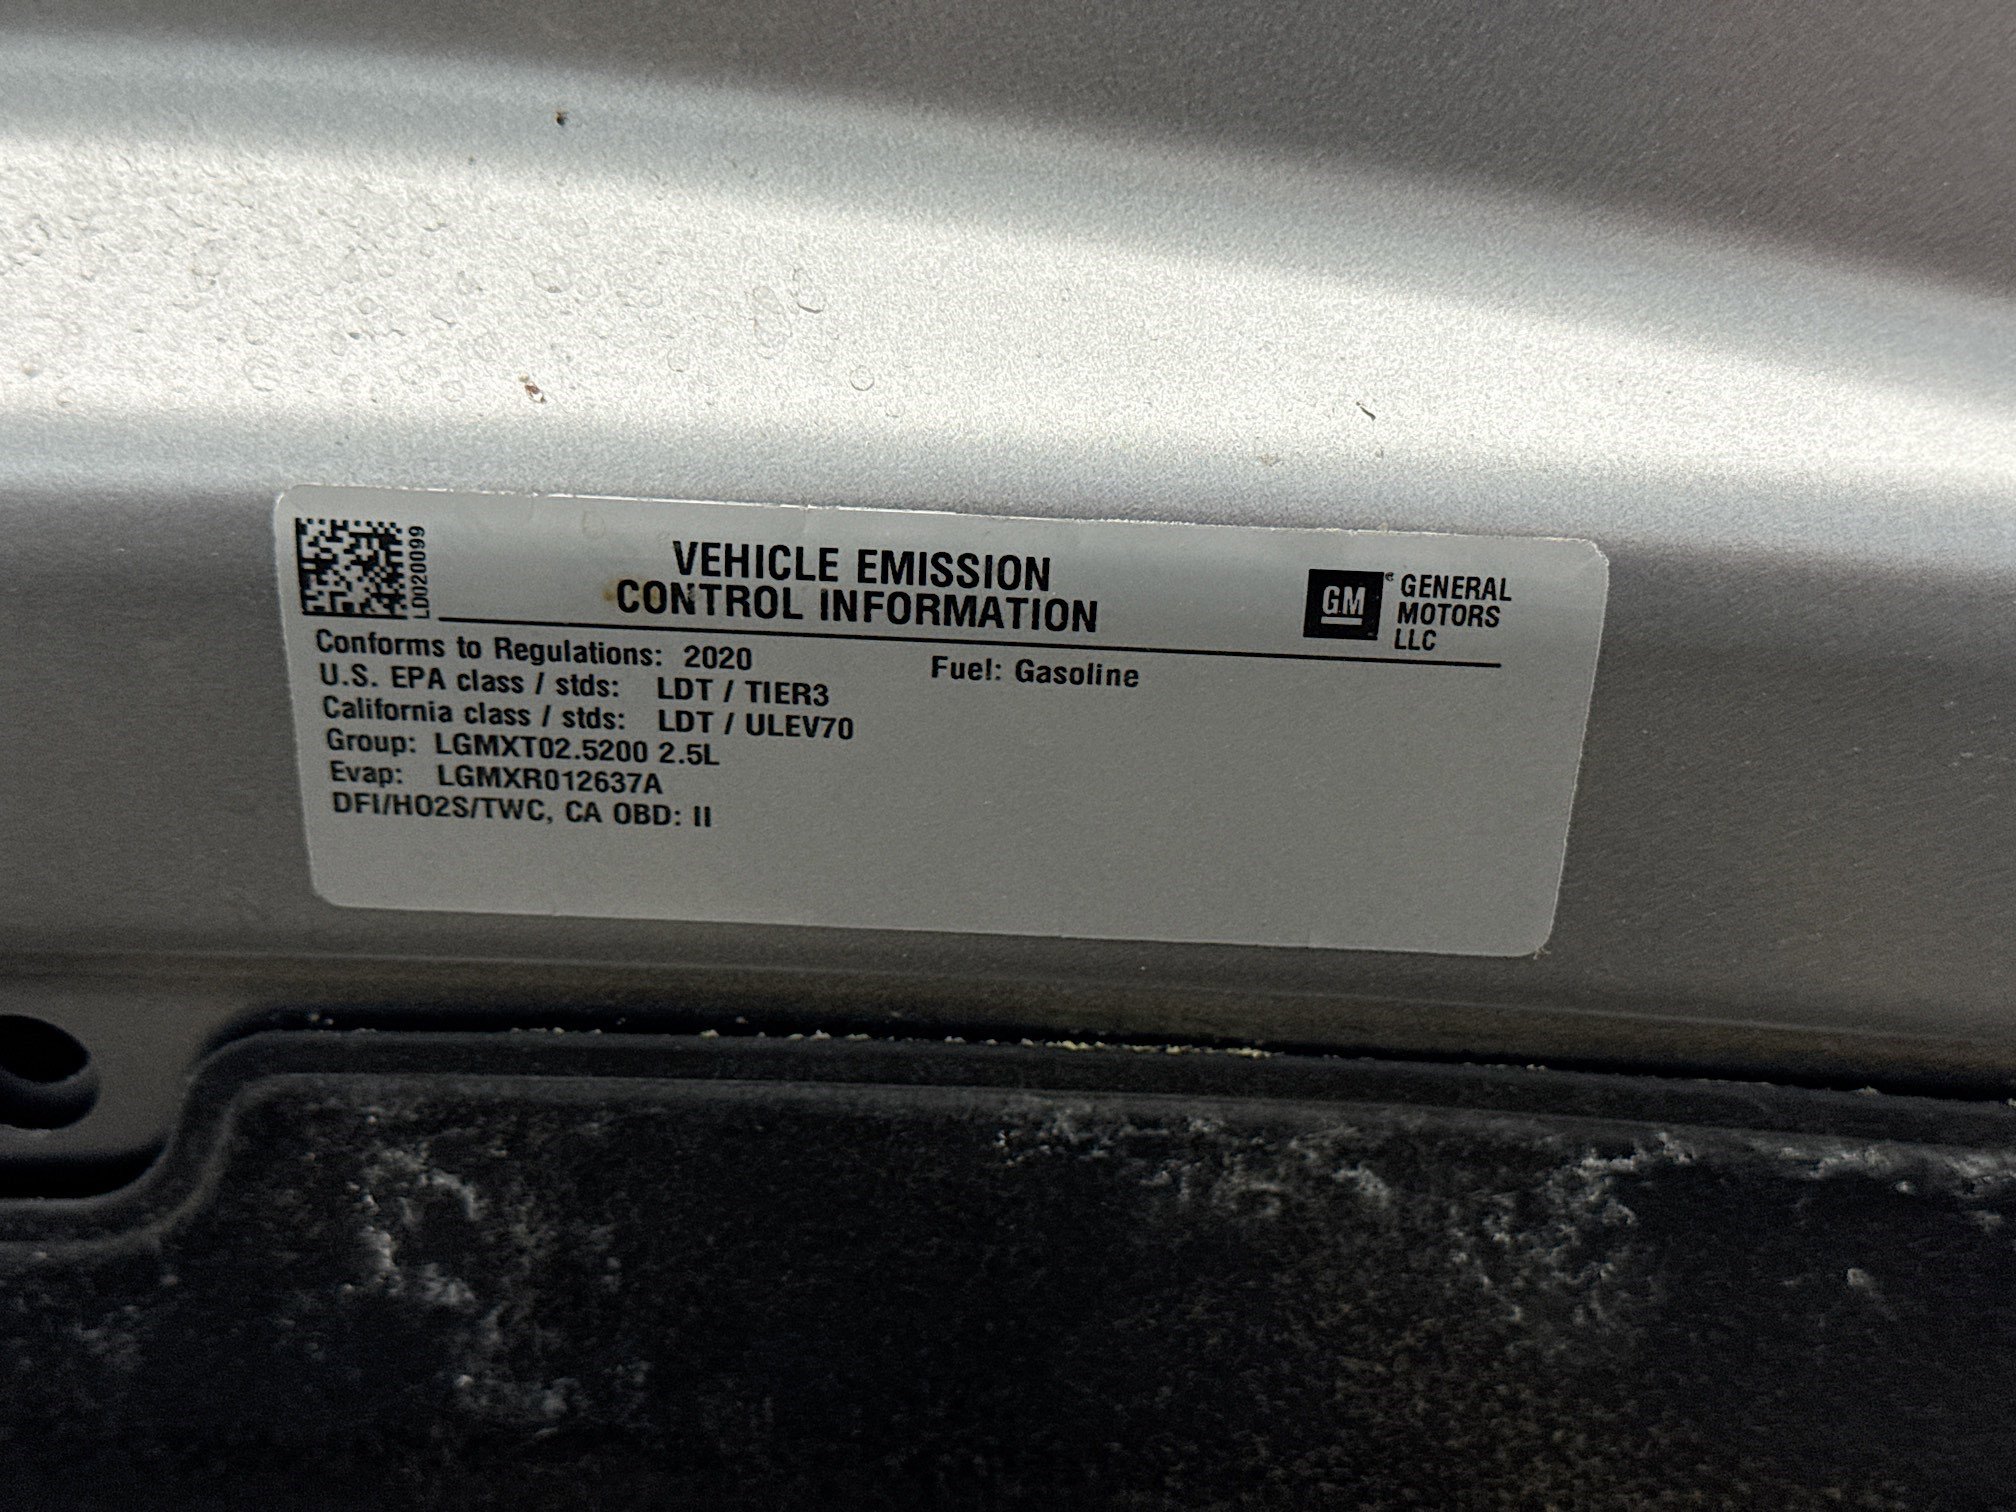 LD020099
VEHICLE EMISSION
CONTROL INFORMATION
GM
GENERAL
MOTORS
LLC
Conforms to Regulations: 2020
Fuel: Gasoline
U.S. EPA class / stds: LDT / TIER3
California class / stds: LDT / ULEV70
Group: LGMXT02.5200 2.5L
Evap: LGMXR012637A
DFI/HO2S/TWC, CA OBD: II